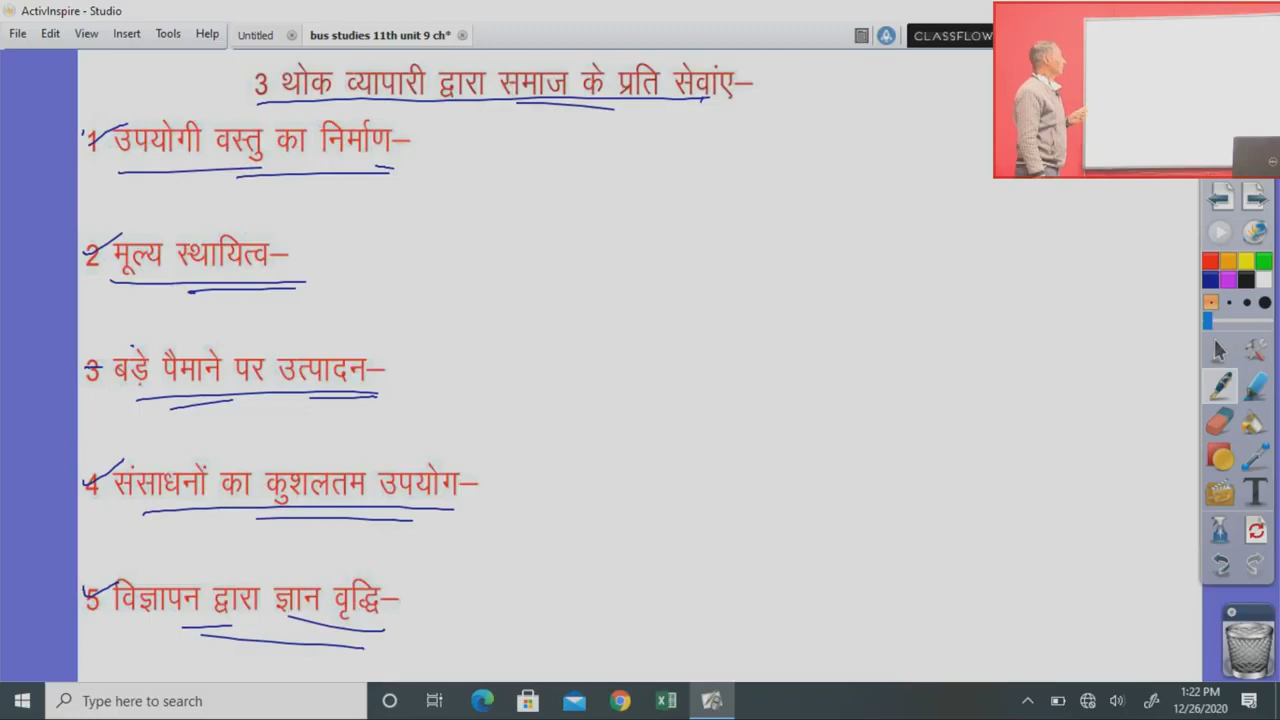 ActivInspire - Studio
File Edit View Insert Tools Help Untitled bus studies 11th unit 9 ch* CLASSFLOW
3 थोक व्यापारी द्वारा समाज के प्रति सेवांए–
1 उपयोगी वस्तु का निर्माण–
2 मूल्य स्थायित्व–
3 बड़े पैमाने पर उत्पादन–
4 संसाधनों का कुशलतम उपयोग–
5 विज्ञापन द्वारा ज्ञान वृद्धि–
Type here to search
1:22 PM
12/26/2020